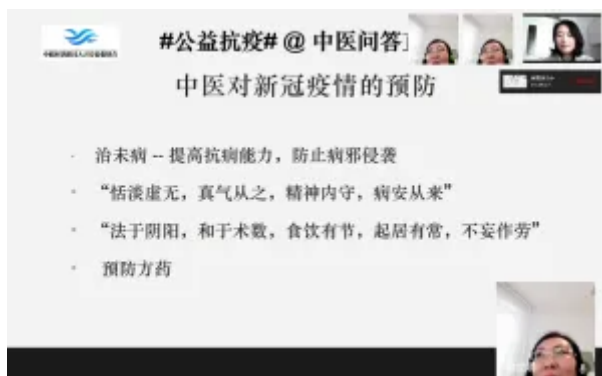 #公益抗疫# @ 中医问答
中医对新冠疫情的预防
· 治未病 -- 提高抗病能力，防止病邪侵袭
· “恬淡虚无，真气从之，精神内守，病安从来”
· “法于阴阳，和于术数，食饮有节，起居有常，不妄作劳”
· 预防方药